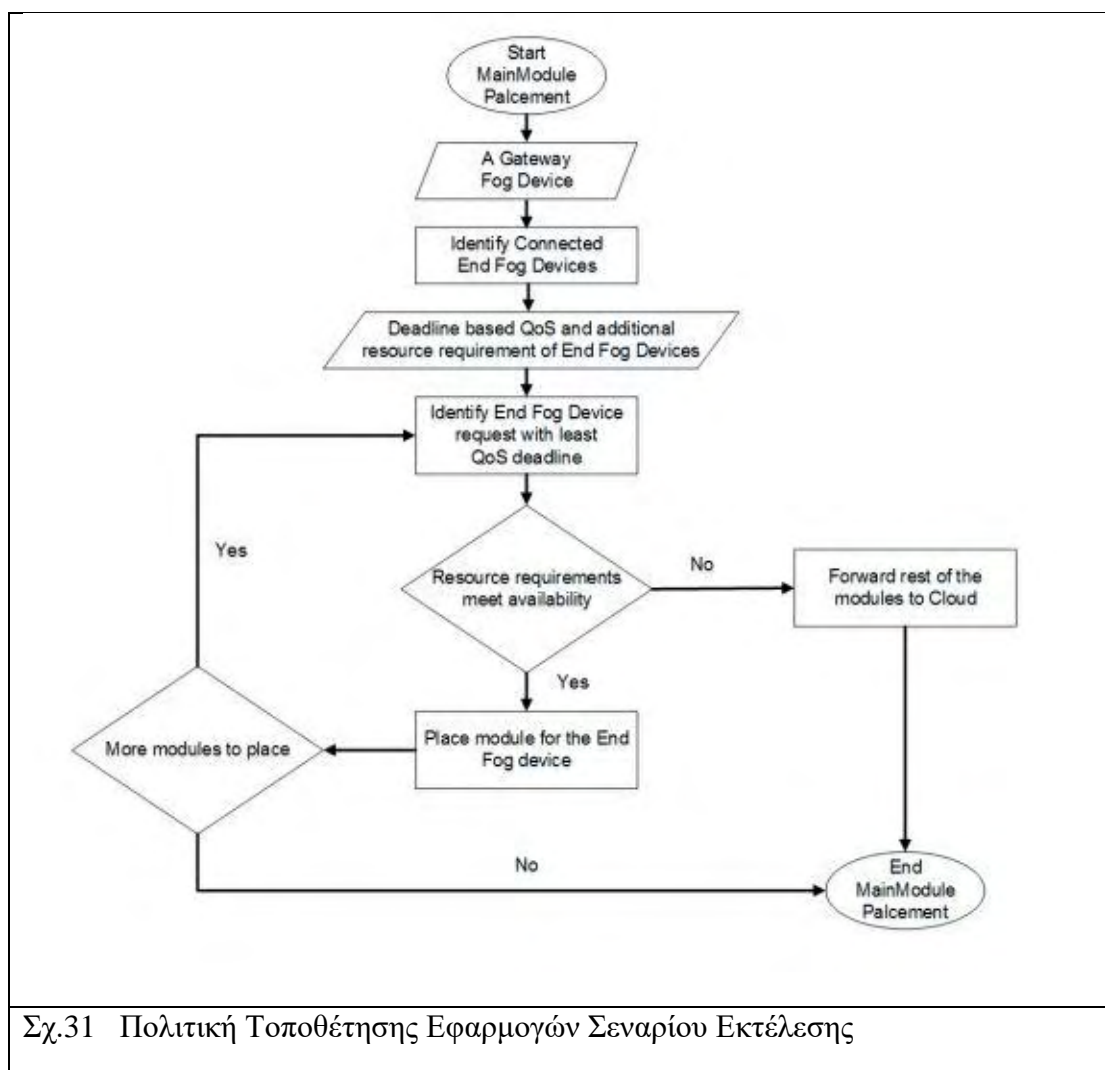 Start
MainModule
Palcement
A Gateway
Fog Device
Identify Connected
End Fog Devices
Deadline based QoS and additional
resource requirement of End Fog Devices
Identify End Fog Device
request with least
QoS deadline
Yes
Resource requirements
meet availability
No
Forward rest of the
modules to Cloud
Yes
More modules to place
Place module for the End
Fog device
No
End
MainModule
Palcement
Σχ.31 Πολιτική Τοποθέτησης Εφαρμογών Σεναρίου Εκτέλεσης